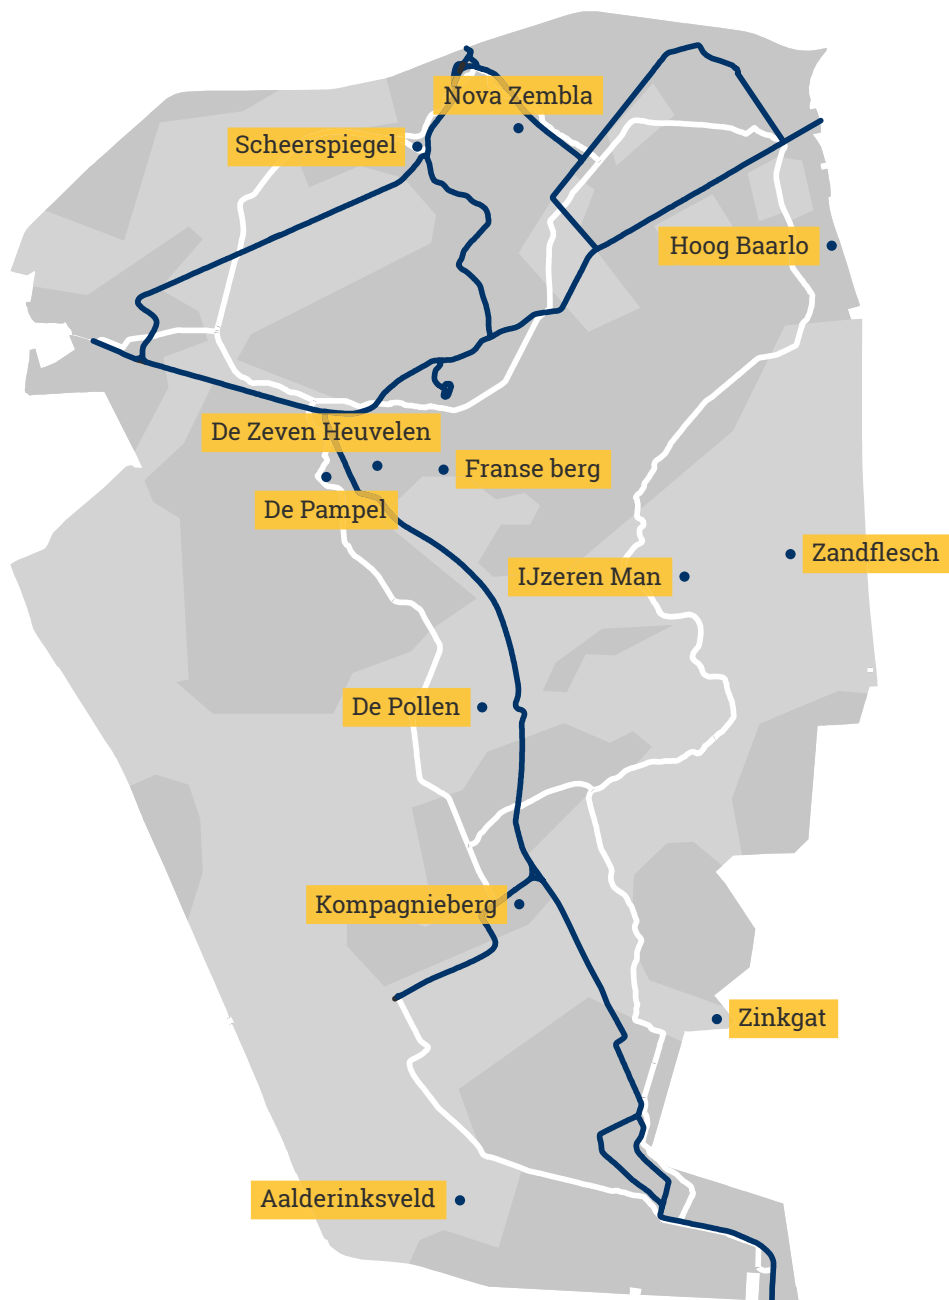 Nova Zembla
Scheerspiegel
Hoog Baarlo
De Zeven Heuvelen
Franse berg
De Pampel
Zandflesch
IJzeren Man
De Pollen
Kompagnieberg
Zinkgat
Aalderinksveld